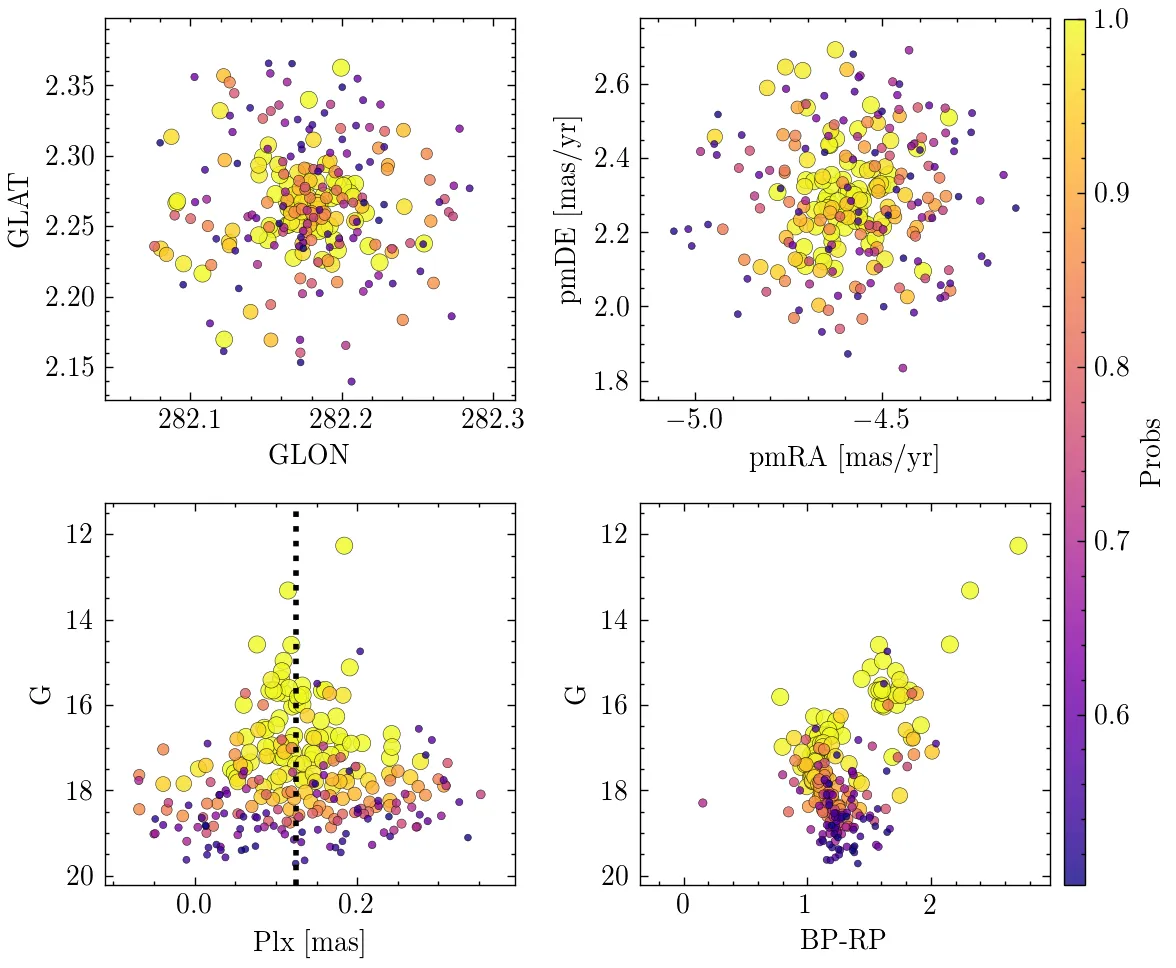 2.35
2.30
2.25
2.20
2.15
GLAT
282.1 282.2 282.3
GLON
2.6
2.4
2.2
2.0
1.8
pmDE [mas/yr]
−5.0 −4.5
pmRA [mas/yr]
12
14
16
18
20
G
0.0 0.2
Plx [mas]
12
14
16
18
20
G
0 1 2
BP-RP
1.0
0.9
0.8
0.7
0.6
Probs